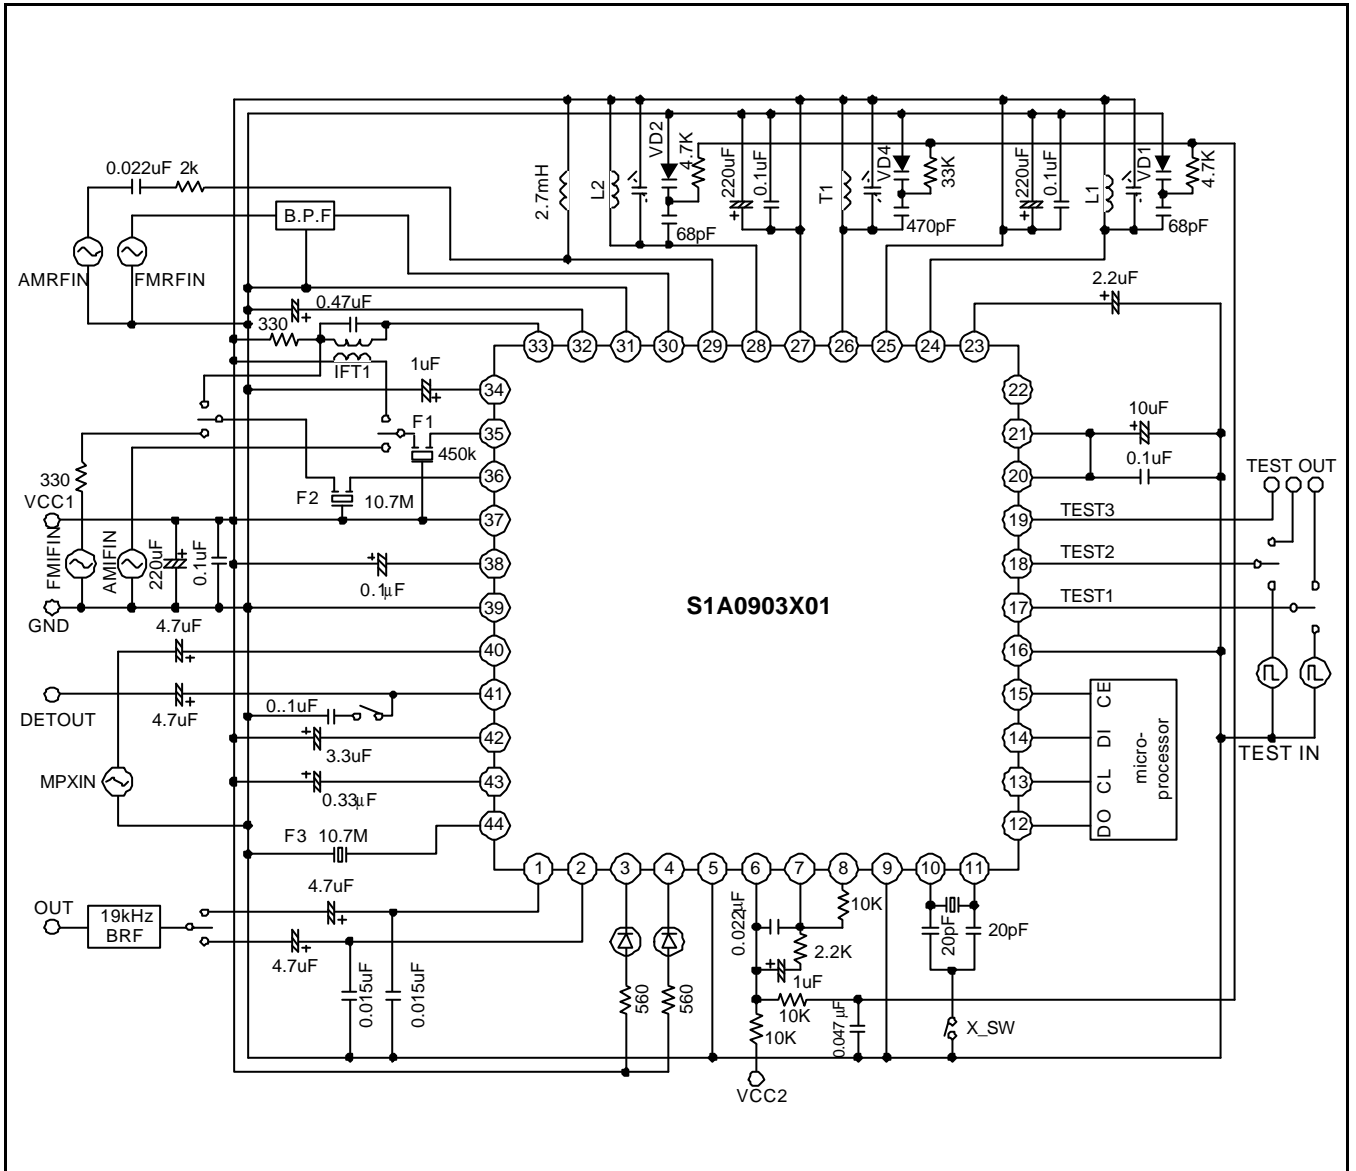 VD2
4.7K
VD4
VD1
0.022uF 2k
2.7mH
L2
220uF
0.1uF
T1
33K
220uF
0.1uF
L1
4.7K
B.P.F
68pF
470pF
68pF
AMRFIN
FMRFIN
2.2uF
0.47uF
330
33 32 31 30 29 28 27 26 25 24 23
IFT1
1uF
34
22
F1
10uF
35
21
450k
0.1uF
TEST OUT
330
36
20
F2 10.7M
VCC1
37
19
TEST3
FMIFIN
AMIFIN
220uF
0.1uF
38
18
TEST2
0.1µF
S1A0903X01
39
17
TEST1
GND
4.7uF
40
16
41
15
CE
DETOUT
4.7uF
0..1uF
42
14
DI
micro-
processor
TEST IN
3.3uF
MPXIN
43
13
CL
0.33µF
F3 10.7M
44
12
DO
1 2 3 4 5 6 7 8 9 10 11
4.7uF
OUT
19kHz
BRF
4.7uF
0.022µF
10K
20pF
20pF
2.2K
1uF
0.015uF
0.015uF
560
560
10K
10K
0.047µF
X_SW
VCC2